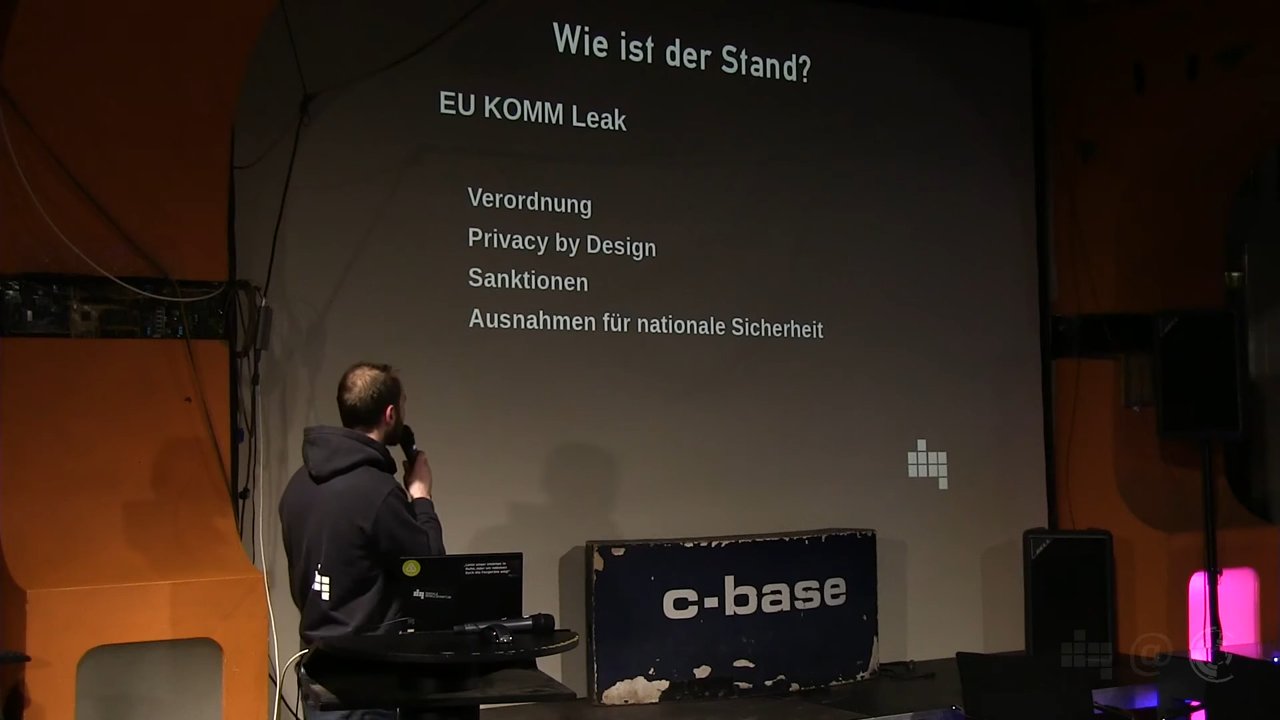 Wie ist der Stand?
EU KOMM Leak
Verordnung
Privacy by Design
Sanktionen
Ausnahmen für nationale Sicherheit
c-base
@